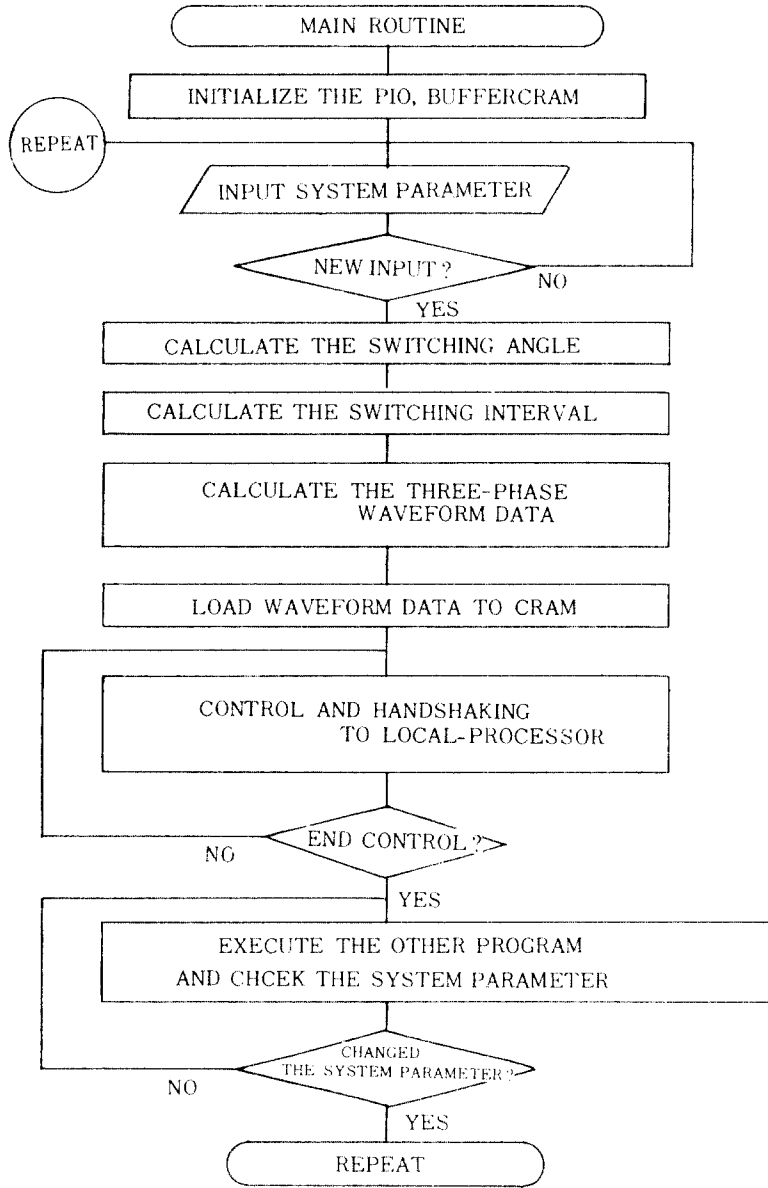 MAIN ROUTINE
INITIALIZE THE PIO, BUFFERCRAM
REPEAT
INPUT SYSTEM PARAMETER
NEW INPUT?
NO
YES
CALCULATE THE SWITCHING ANGLE
CALCULATE THE SWITCHING INTERVAL
CALCULATE THE THREE-PHASE
WAVEFORM DATA
LOAD WAVEFORM DATA TO CRAM
CONTROL AND HANDSHAKING
TO LOCAL-PROCESSOR
END CONTROL?
NO
YES
EXECUTE THE OTHER PROGRAM
AND CHCEK THE SYSTEM PARAMETER
CHANGED
THE SYSTEM PARAMETER?
NO
YES
REPEAT